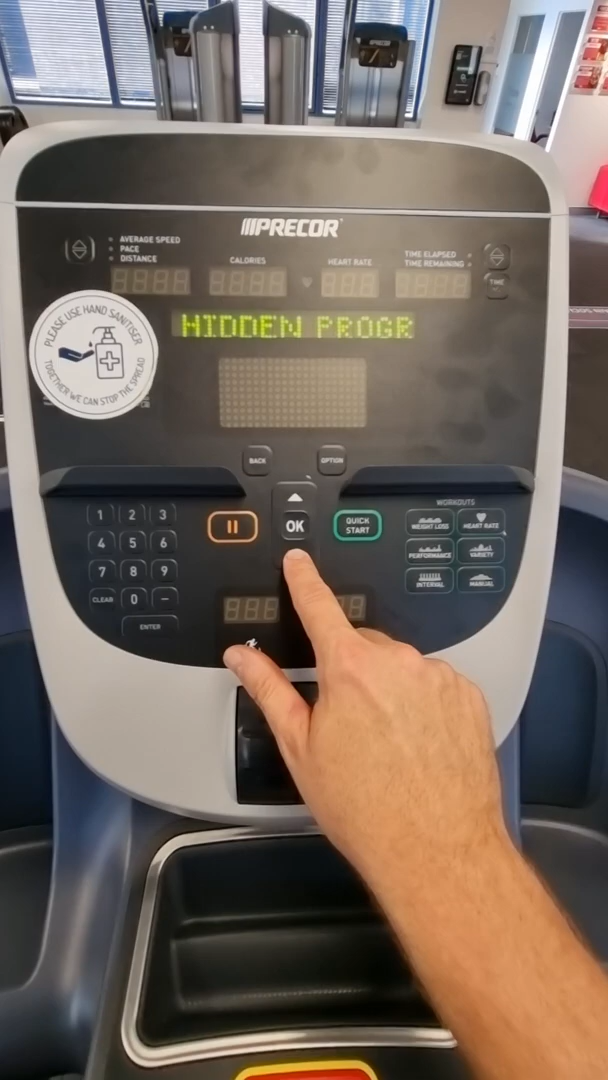 PRECOR
PRECOR
AVERAGE SPEED
PACE
DISTANCE
CALORIES
HEART RATE
TIME ELAPSED
TIME REMAINING
TIME
PLEASE USE HAND SANITISER
TOGETHER WE CAN STOP THE SPREAD
HIDDEN PROGR
BACK
OPTION
1 2 3
4 5 6
7 8 9
CLEAR 0 –
ENTER
OK
QUICK
START
WORKOUTS
WEIGHT LOSS
HEART RATE
PERFORMANCE
VARIETY
INTERVAL
MANUAL